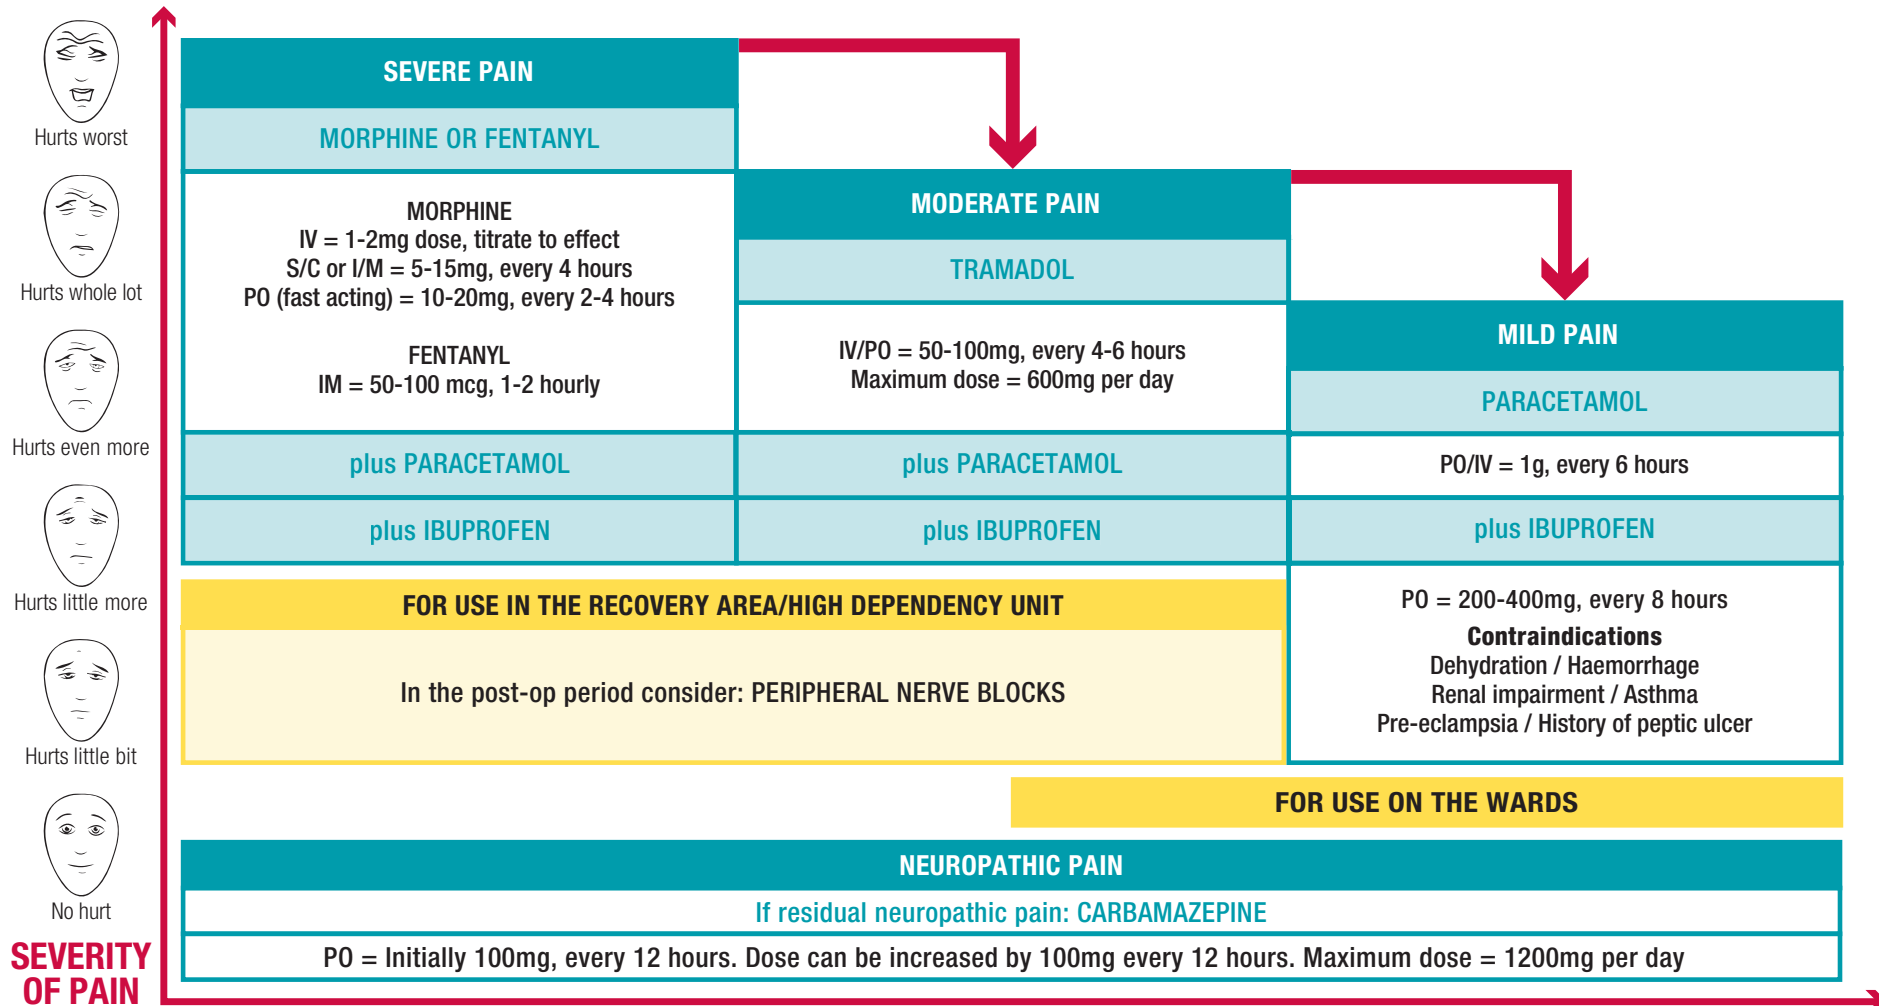 Hurts worst
Hurts whole lot
Hurts even more
Hurts little more
Hurts little bit
No hurt
SEVERITY
OF PAIN
SEVERE PAIN
MORPHINE OR FENTANYL
MORPHINE
IV = 1-2mg dose, titrate to effect
S/C or I/M = 5-15mg, every 4 hours
PO (fast acting) = 10-20mg, every 2-4 hours
FENTANYL
IM = 50-100 mcg, 1-2 hourly
plus PARACETAMOL
plus IBUPROFEN
MODERATE PAIN
TRAMADOL
IV/PO = 50-100mg, every 4-6 hours
Maximum dose = 600mg per day
plus PARACETAMOL
plus IBUPROFEN
MILD PAIN
PARACETAMOL
PO/IV = 1g, every 6 hours
plus IBUPROFEN
PO = 200-400mg, every 8 hours
Contraindications
Dehydration / Haemorrhage
Renal impairment / Asthma
Pre-eclampsia / History of peptic ulcer
FOR USE IN THE RECOVERY AREA/HIGH DEPENDENCY UNIT
In the post-op period consider: PERIPHERAL NERVE BLOCKS
FOR USE ON THE WARDS
NEUROPATHIC PAIN
If residual neuropathic pain: CARBAMAZEPINE
PO = Initially 100mg, every 12 hours. Dose can be increased by 100mg every 12 hours. Maximum dose = 1200mg per day